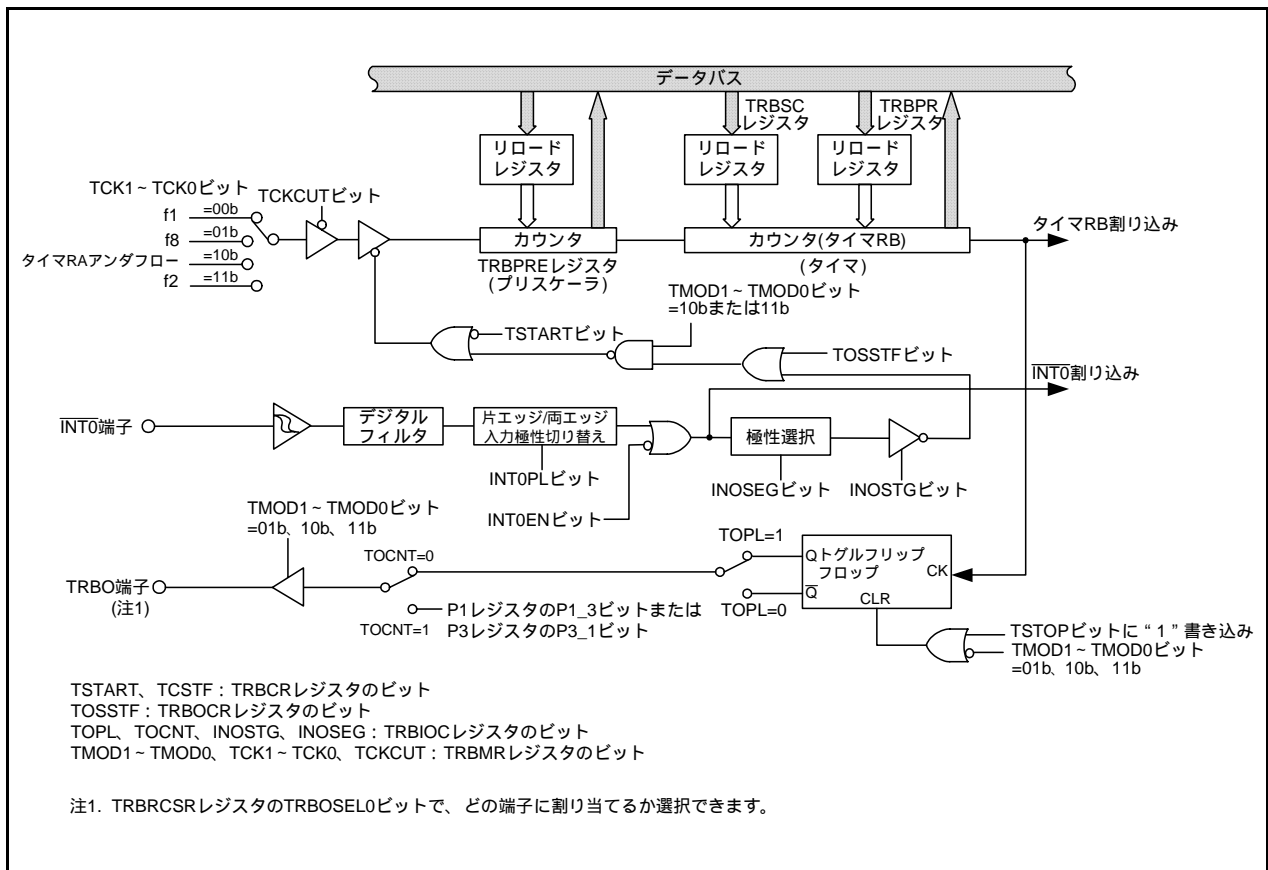 データバス
TRBSC
レジスタ
TRBPR
レジスタ
リロード
レジスタ
リロード
レジスタ
リロード
レジスタ
TCK1~TCK0ビット
TCKCUTビット
f1
=00b
f8
=01b
タイマRAアンダフロー
=10b
f2
=11b
カウンタ
TRBPREレジスタ
(プリスケーラ)
カウンタ(タイマRB)
(タイマ)
タイマRB割り込み
TMOD1~TMOD0ビット
=10bまたは11b
TSTARTビット
TOSSTFビット
INT0割り込み
INT0端子
デジタル
フィルタ
片エッジ/両エッジ
入力極性切り替え
極性選択
INT0PLビット
INOSEGビット
INOSTGビット
INT0ENビット
TMOD1~TMOD0ビット
=01b、10b、11b
TOCNT=0
TOPL=1
Qトグルフリップ
フロップ
CK
Q
CLR
TRBO端子
(注1)
TOPL=0
P1レジスタのP1_3ビットまたは
P3レジスタのP3_1ビット
TOCNT=1
TSTOPビットに“1”書き込み
TMOD1~TMOD0ビット
=01b、10b、11b
TSTART、TCSTF:TRBCRレジスタのビット
TOSSTF:TRBOCRレジスタのビット
TOPL、TOCNT、INOSTG、INOSEG:TRBIOCレジスタのビット
TMOD1~TMOD0、TCK1~TCK0、TCKCUT:TRBMRレジスタのビット
注1. TRBRCSRレジスタのTRBOSEL0ビットで、どの端子に割り当てるか選択できます。